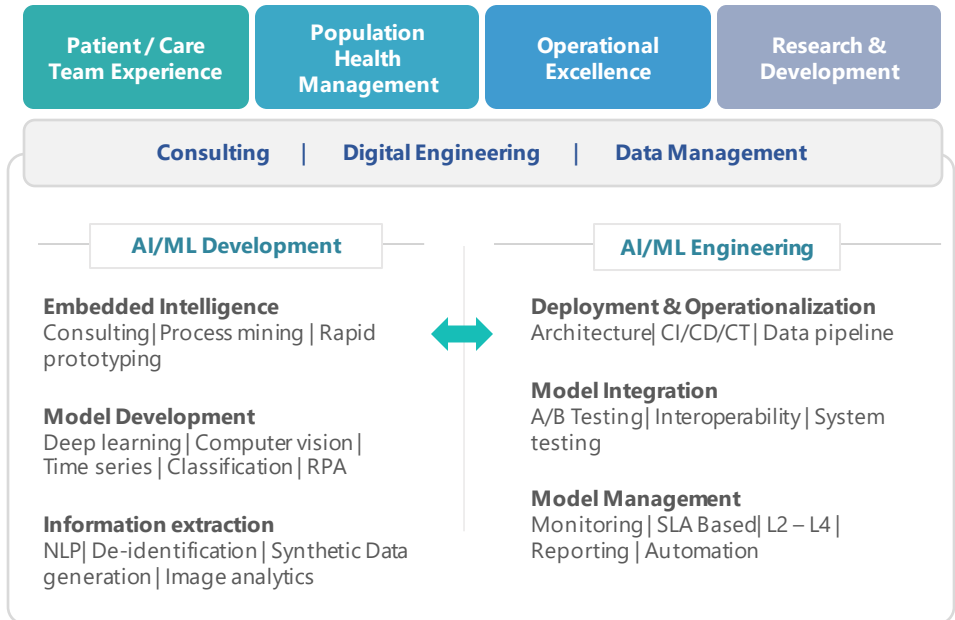 Patient / Care
Team Experience
Population
Health
Management
Operational
Excellence
Research &
Development
Consulting | Digital Engineering | Data Management
AI/ML Development
Embedded Intelligence
Consulting| Process mining | Rapid
prototyping
Model Development
Deep learning| Computer vision |
Time series | Classification | RPA
Information extraction
NLP| De-identification | Synthetic Data
generation | Image analytics
AI/ML Engineering
Deployment & Operationalization
Architecture| CI/CD/CT| Data pipeline
Model Integration
A/B Testing| Interoperability | System
testing
Model Management
Monitoring | SLA Based| L2 – L4 |
Reporting | Automation